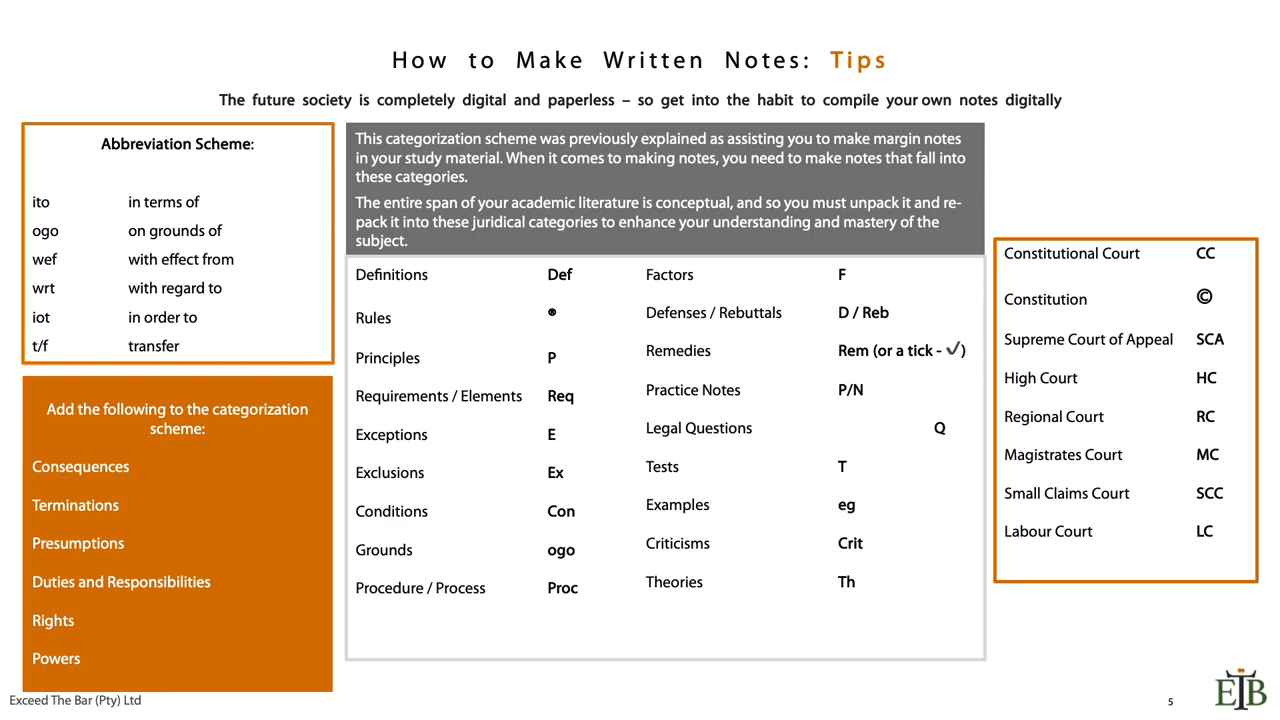 How to Make Written Notes: Tips
The future society is completely digital and paperless – so get into the habit to compile your own notes digitally
Abbreviation Scheme:
ito in terms of
ogo on grounds of
wef with effect from
wrt with regard to
iot in order to
t/f transfer
Add the following to the categorization
scheme:
Consequences
Terminations
Presumptions
Duties and Responsibilities
Rights
Powers
This categorization scheme was previously explained as assisting you to make margin notes
in your study material. When it comes to making notes, you need to make notes that fall into
these categories.
The entire span of your academic literature is conceptual, and so you must unpack it and re-
pack it into these juridical categories to enhance your understanding and mastery of the
subject.
Definitions Def Factors F
Rules ® Defenses / Rebuttals D / Reb
Principles P Remedies Rem (or a tick - ✓)
Requirements / Elements Req Practice Notes P/N
Exceptions E Legal Questions Q
Exclusions Ex Tests T
Conditions Con Examples eg
Grounds ogo Criticisms Crit
Procedure / Process Proc Theories Th
Constitutional Court CC
Constitution ©
Supreme Court of Appeal SCA
High Court HC
Regional Court RC
Magistrates Court MC
Small Claims Court SCC
Labour Court LC
Exceed The Bar (Pty) Ltd
5
ETB